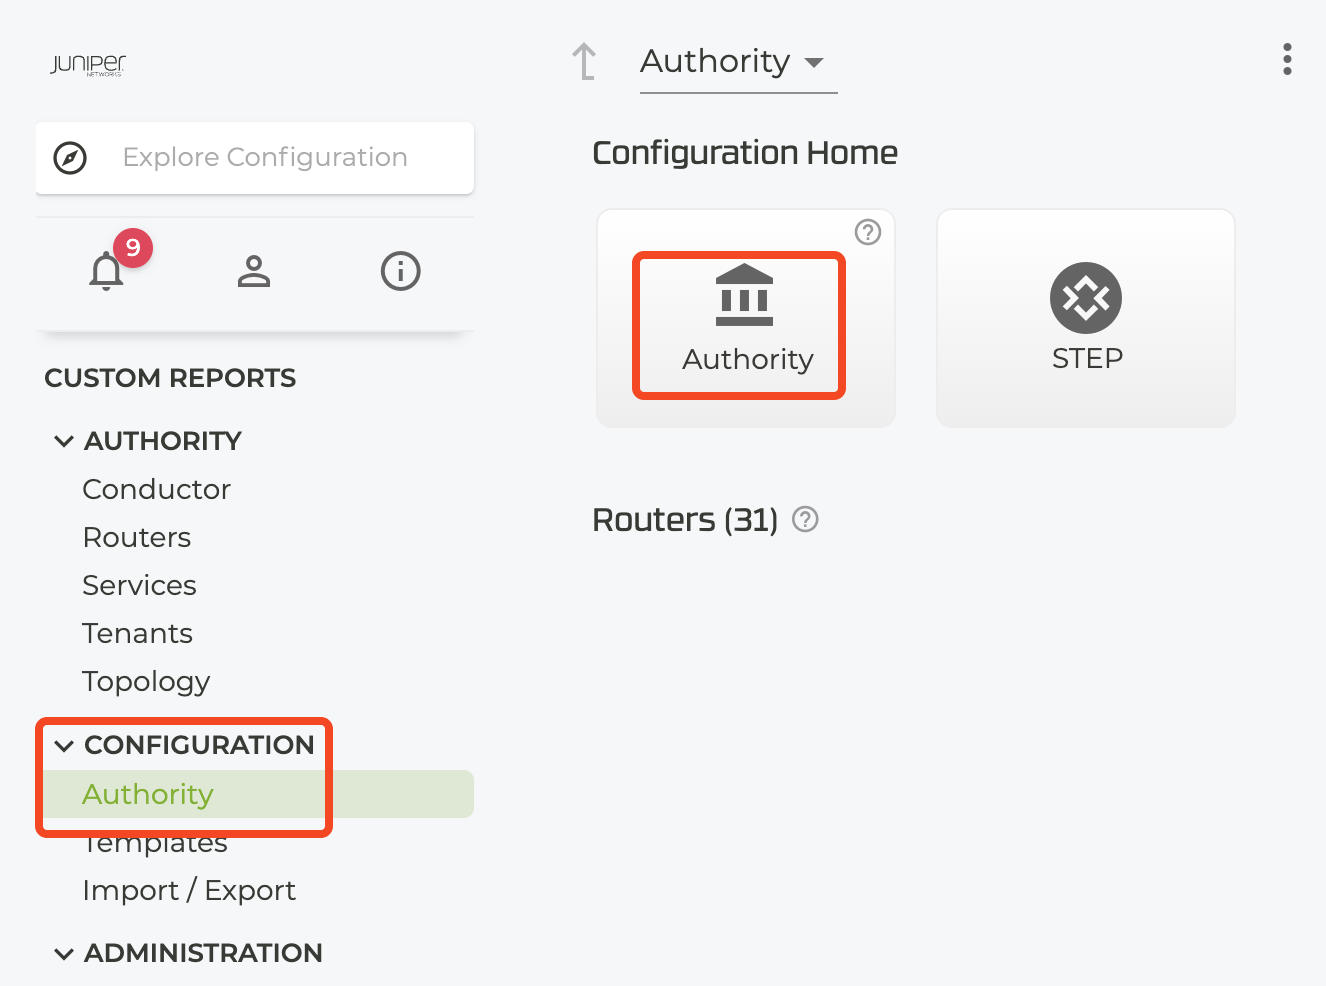 JUNIPEr
NETWORKS
Authority
Explore Configuration
9
CUSTOM REPORTS
AUTHORITY
Conductor
Routers
Services
Tenants
Topology
CONFIGURATION
Authority
Templates
Import / Export
ADMINISTRATION
Configuration Home
?
Authority
STEP
Routers (31) ?